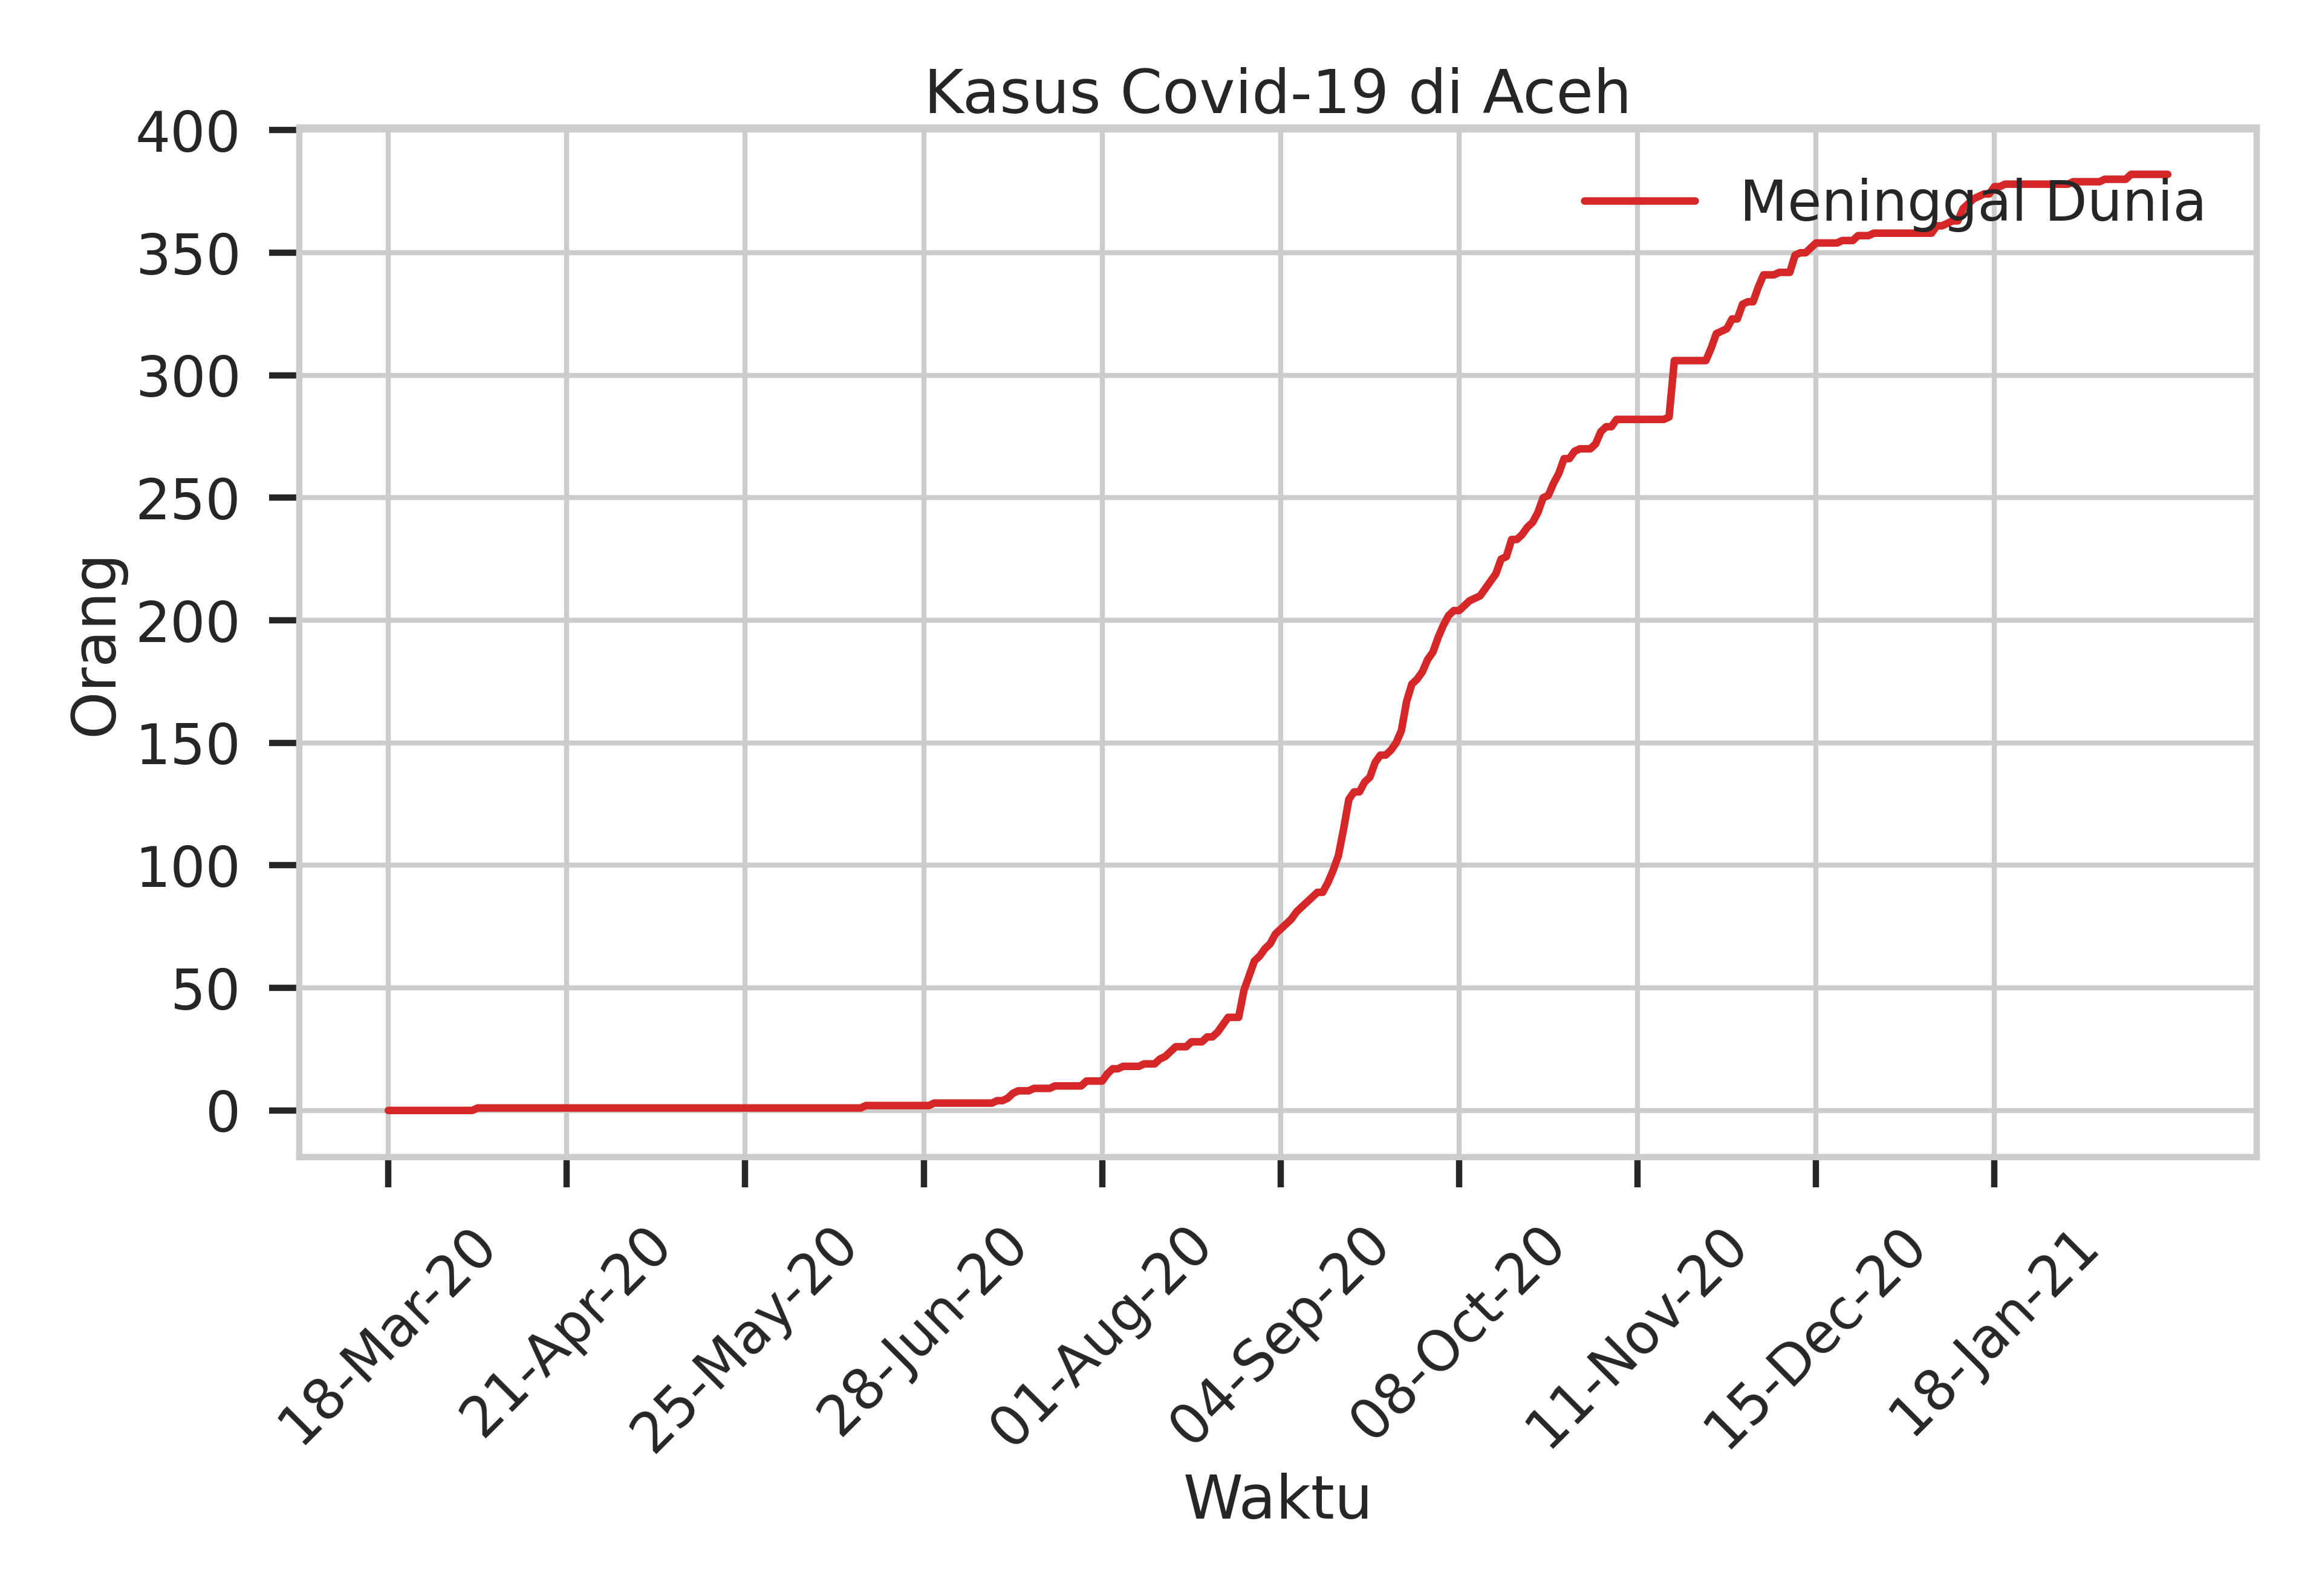 Kasus Covid-19 di Aceh
Meninggal Dunia
Orang
400
350
300
250
200
150
100
50
0
18-Mar-20
21-Apr-20
25-May-20
28-Jun-20
01-Aug-20
04-Sep-20
08-Oct-20
11-Nov-20
15-Dec-20
18-Jan-21
Waktu